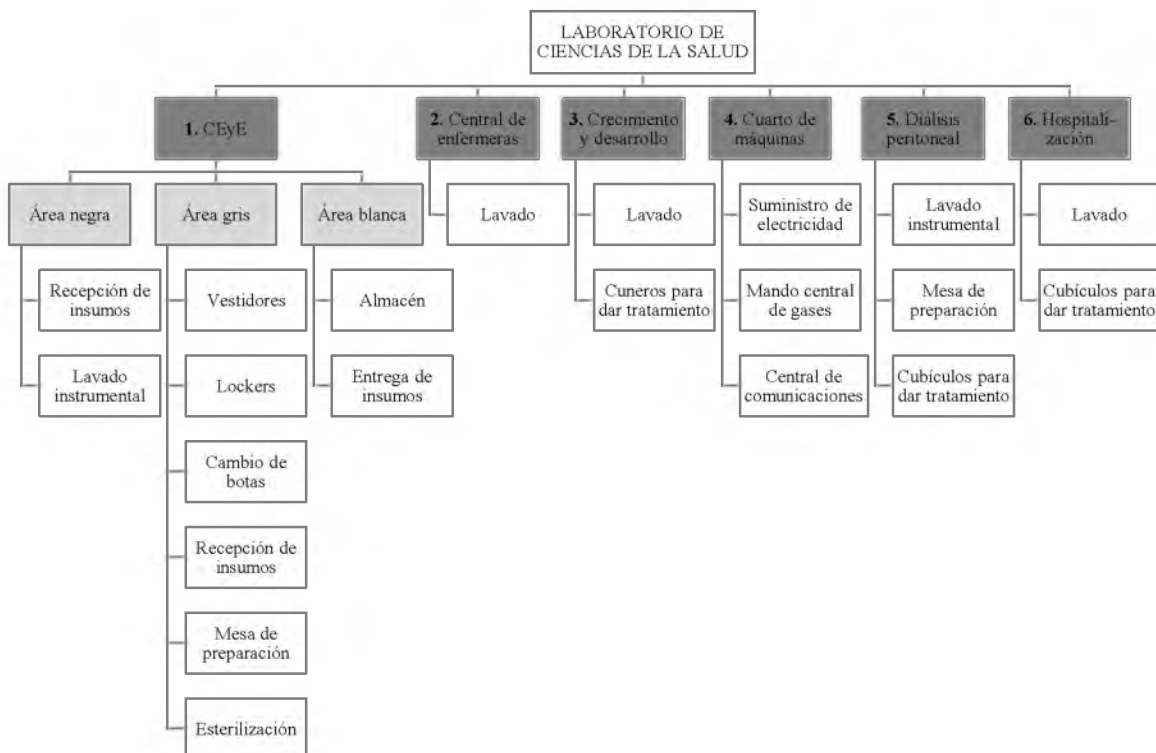 LABORATORIO DE
CIENCIAS DE LA SALUD
1. CEyE
2. Central de
enfermeras
3. Crecimiento
y desarrollo
4. Cuarto de
máquinas
5. Diálisis
peritoneal
6. Hospitali-
zación
Área negra
Área gris
Área blanca
Lavado
Lavado
Suministro de
electricidad
Lavado
instrumental
Lavado
Recepción de
insumos
Vestidores
Almacén
Cuneros para
dar tratamiento
Mando central
de gases
Mesa de
preparación
Cubículos para
dar tratamiento
Lavado
instrumental
Lockers
Entrega de
insumos
Central de
comunicaciones
Cubículos para
dar tratamiento
Cambio de
botas
Recepción de
insumos
Mesa de
preparación
Esterilización